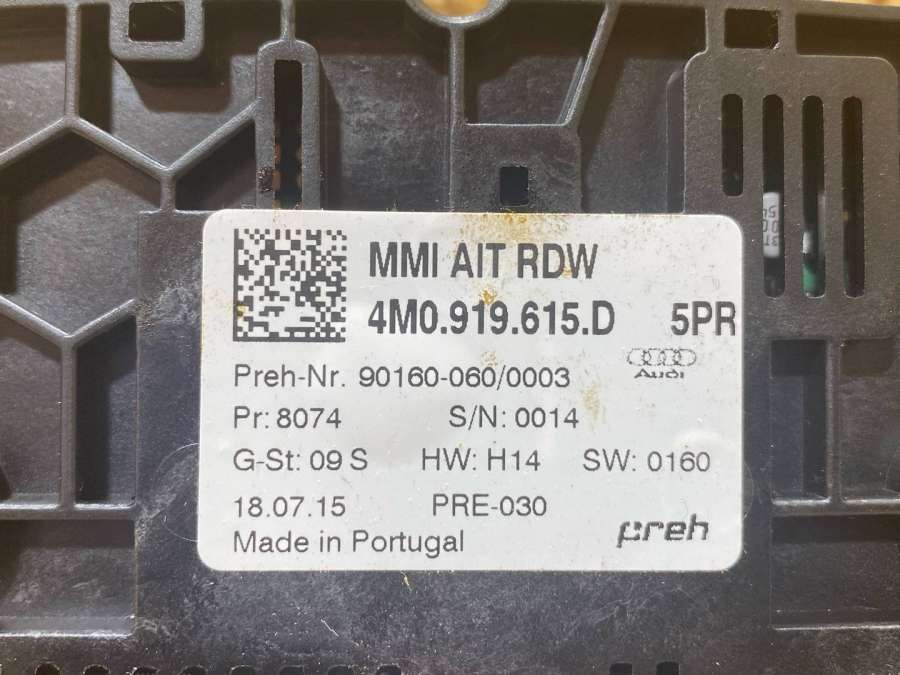 MMI AIT RDW
4M0.919.615.D 5PR
Audi
Preh-Nr. 90160-060/0003
Pr: 8074 S/N: 0014
G-St: 09 S HW: H14 SW: 0160
18.07.15 PRE-030
Made in Portugal
preh